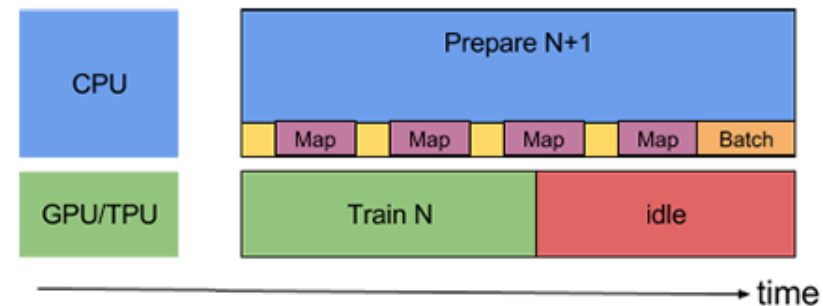 CPU
Prepare N+1
Map Map Map Map Batch
GPU/TPU
Train N
idle
time